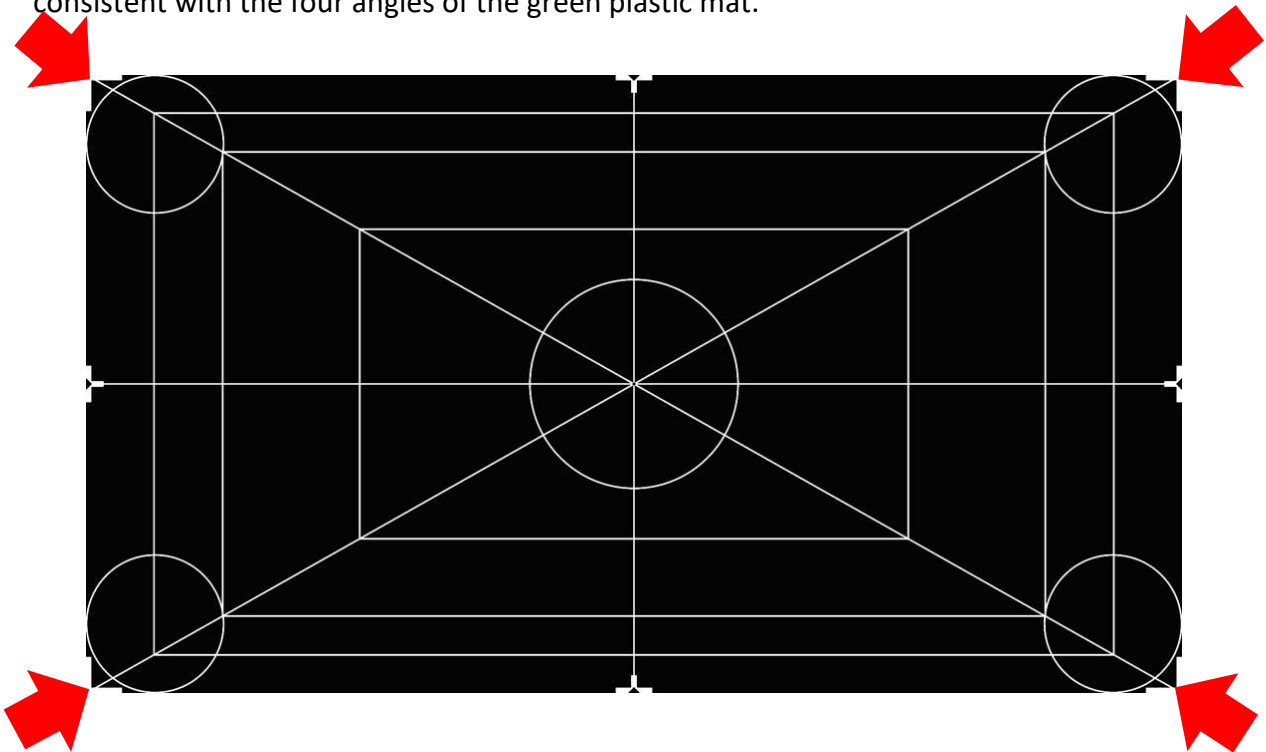 consistent with the four angles of the green plastic mat.